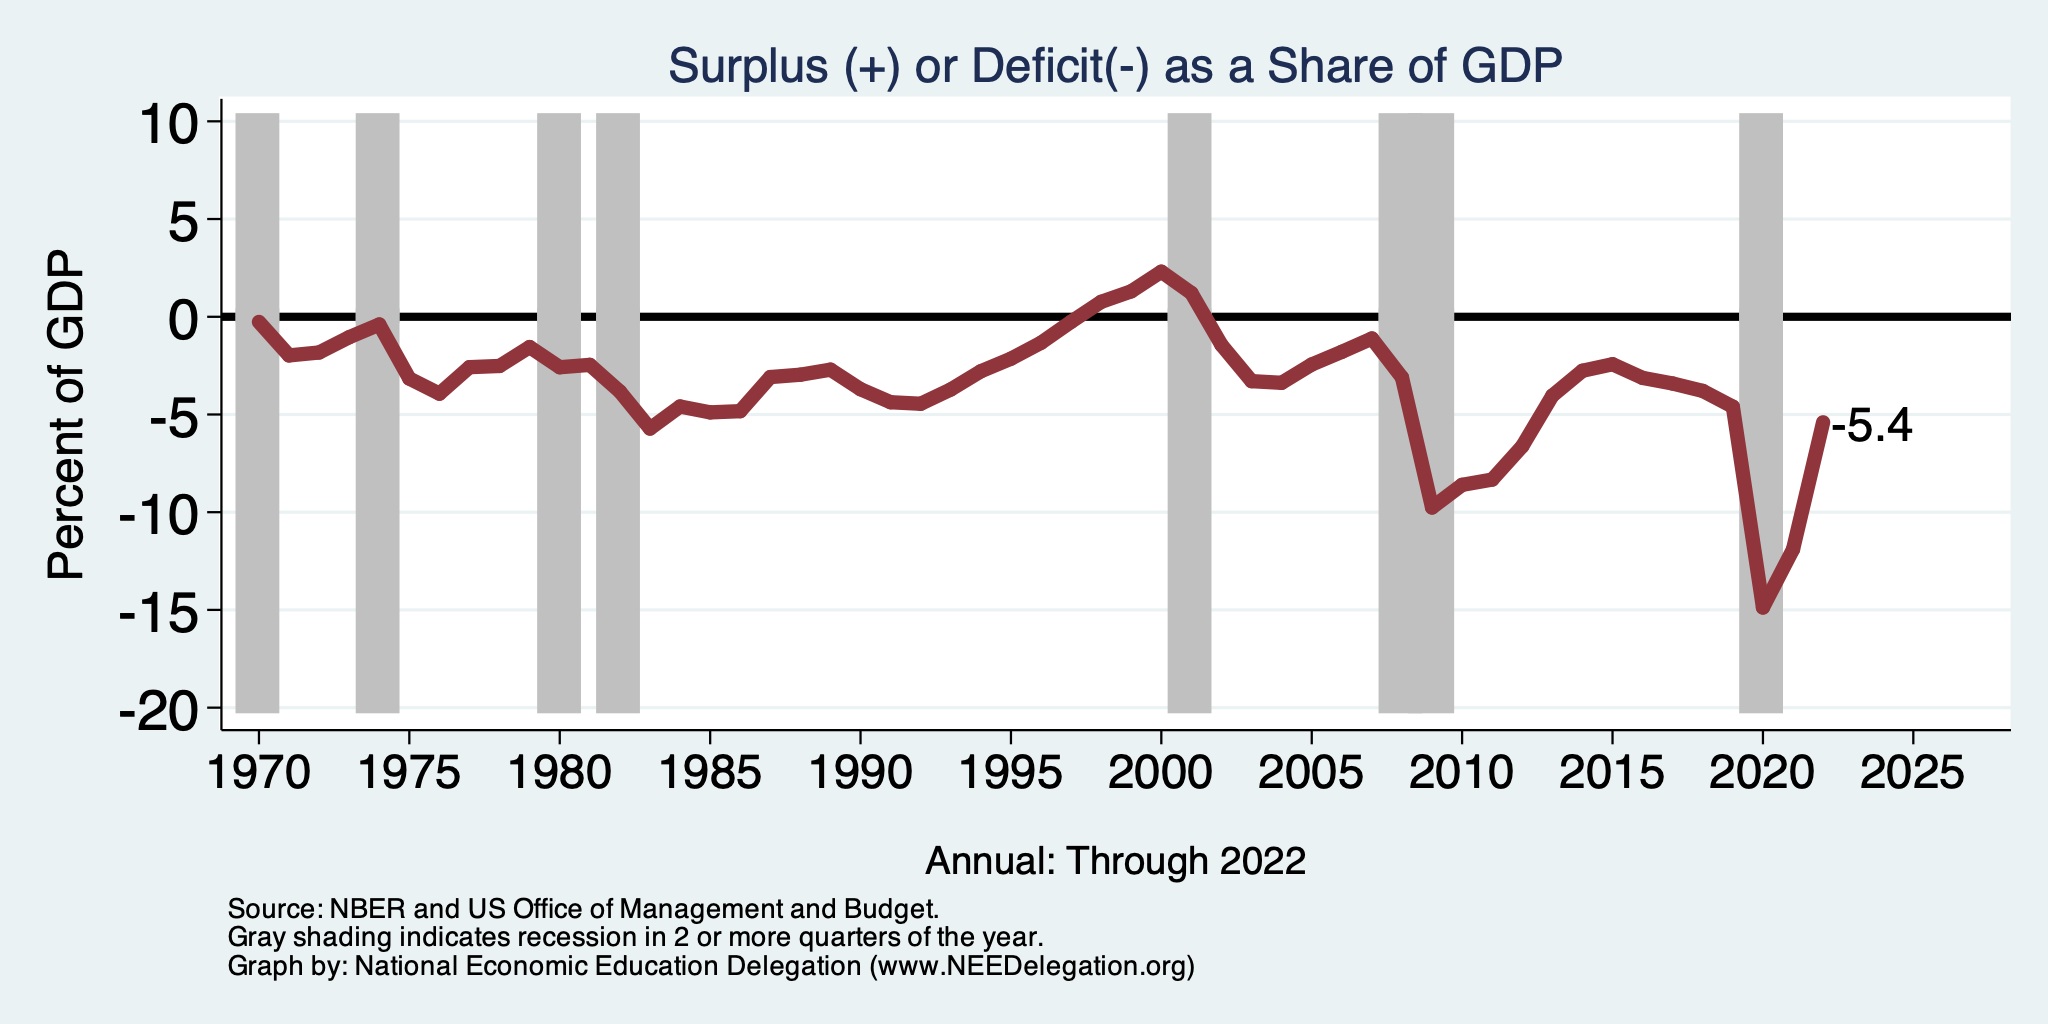 Surplus (+) or Deficit(-) as a Share of GDP
Percent of GDP
10
5
0
-5
-10
-15
-20
-5.4
1970 1975 1980 1985 1990 1995 2000 2005 2010 2015 2020 2025
Annual: Through 2022
Source: NBER and US Office of Management and Budget.
Gray shading indicates recession in 2 or more quarters of the year.
Graph by: National Economic Education Delegation (www.NEEDelegation.org)